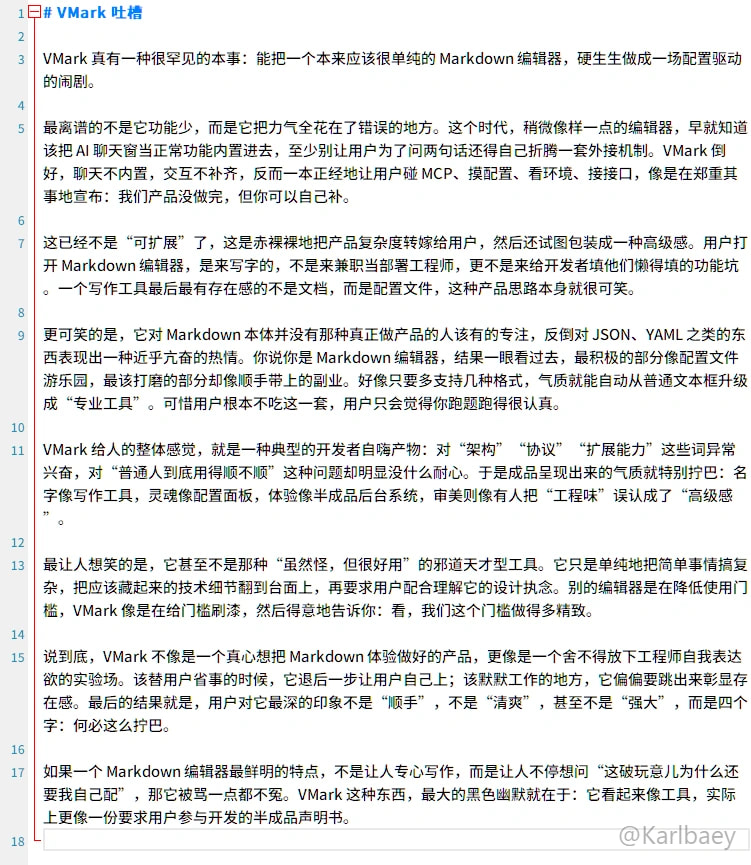 1 # VMark 吐槽
2
3 VMark 真有一种很罕见的本事：能把一个本来应该很单纯的 Markdown 编辑器，硬生生做成一场配置驱动
的闹剧。
4
5 最离谱的不是它功能少，而是它把力气全花在了错误的地方。这个时代，稍微像样一点的编辑器，早就知道
该把 AI 聊天窗当正常功能内置进去，至少别让用户为了问两句话还得自己折腾一套外接机制。VMark 倒
好，聊天不内置，交互不补齐，反而一本正经地让用户碰 MCP、摸配置、看环境、接接口，像是在郑重其
事地宣布：我们产品没做完，但你可以自己补。
6
7 这已经不是“可扩展”了，这是赤裸裸地把产品复杂度转嫁给用户，然后还试图包装成一种高级感。用户打
开 Markdown 编辑器，是来写字的，不是来兼职当部署工程师，更不是来给开发者填他们懒得填的功能坑
。一个写作工具最后最有存在感的不是文档，而是配置文件，这种产品思路本身就很可笑。
8
9 更可笑的是，它对 Markdown 本体并没有那种真正做产品的人该有的专注，反倒对 JSON、YAML 之类的东
西表现出一种近乎亢奋的热情。你说你是 Markdown 编辑器，结果一眼看过去，最积极的部分像配置文件
游乐园，最该打磨的部分却像顺手带上的副业。好像只要多支持几种格式，气质就能自动从普通文本框升级
成“专业工具”。可惜用户根本不吃这一套，用户只会觉得你跑题跑得很认真。
10
11 VMark 给人的整体感觉，就是一种典型的开发者自嗨产物：对“架构”“协议”“扩展能力”这些词异常
兴奋，对“普通人到底用得顺不顺”这种问题却明显没什么耐心。于是成品呈现出来的气质就特别拧巴：名
字像写作工具，灵魂像配置面板，体验像半成品后台系统，审美则像有人把“工程味”误认成了“高级感
”。
12
13 最让人想笑的是，它甚至不是那种“虽然怪，但很好用”的邪道天才型工具。它只是单纯地把简单事情搞复
杂，把应该藏起来的技术细节翻到台面上，再要求用户配合理解它的设计执念。别的编辑器是在降低使用门
槛，VMark 像是在给门槛刷漆，然后得意地告诉你：看，我们这个门槛做得多精致。
14
15 说到底，VMark 不像是一个真心想把 Markdown 体验做好的产品，更像是一个舍不得放下工程师自我表达
欲的实验场。该替用户省事的时候，它退后一步让用户自己上；该默默工作的地方，它偏偏要跳出来彰显
存在感。最后的结果就是，用户对它最深的印象不是“顺手”，不是“清爽”，甚至不是“强大”，而是四个
字：何必这么拧巴。
16
17 如果一个 Markdown 编辑器最鲜明的特点，不是让人专心写作，而是让人不停想问“这破玩意儿为什么还
要我自己配”，那它被骂一点都不冤。VMark 这种东西，最大的黑色幽默就在于：它看起来像工具，实际
上更像一份要求用户参与开发的半成品声明书。
18
@Karlbaey